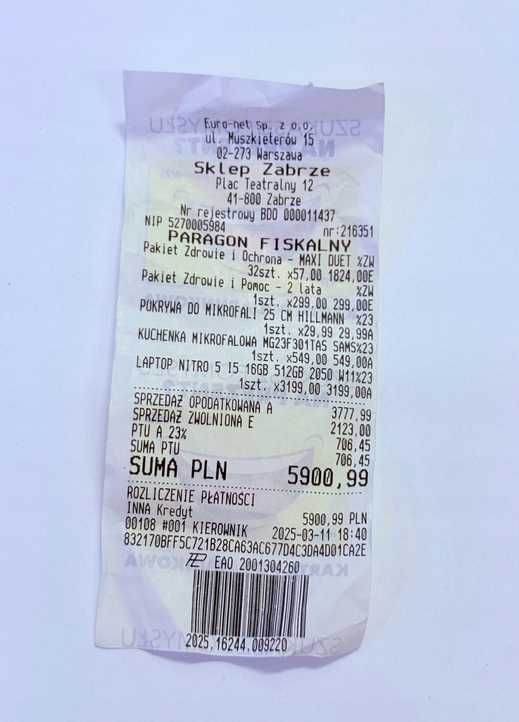 Euro-net Sp. z o.o.
ul. Muszkieterów 15
02-273 Warszawa
Sklep Zabrze
Plac Teatralny 12
41-800 Zabrze
Nr rejestrowy BDO 000011437
NIP 5270005984 nr:216351
PARAGON FISKALNY
Pakiet Zdrowie i Ochrona - MAXI DUET %ZW
32szt. x57,00 1824,00E
Pakiet Zdrowie i Pomoc - 2 lata %ZW
1szt. x299,00 299,00E
POKRYWA DO MIKROFALI 25 CM HILLMANN %23
1szt. x29,99 29,99A
KUCHENKA MIKROFALOWA MG23F301TAS SAMS%23
1szt. x549,00 549,00A
LAPTOP NITRO 5 I5 16GB 512GB 2050 W11%23
1szt. x3199,00 3199,00A
SPRZEDAŻ OPODATKOWANA A 3777,99
SPRZEDAŻ ZWOLNIONA E 2123,00
PTU A 23% 706,45
SUMA PTU 706,45
SUMA PLN 5900,99
ROZLICZENIE PŁATNOŚCI
INNA Kredyt 5900,99 PLN
00108 #001 KIEROWNIK 2025-03-11 18:40
832170BFF5C721B28CA63AC677D4C3DA4D01CA2E
EAO 2001304260
2025,16244,009220